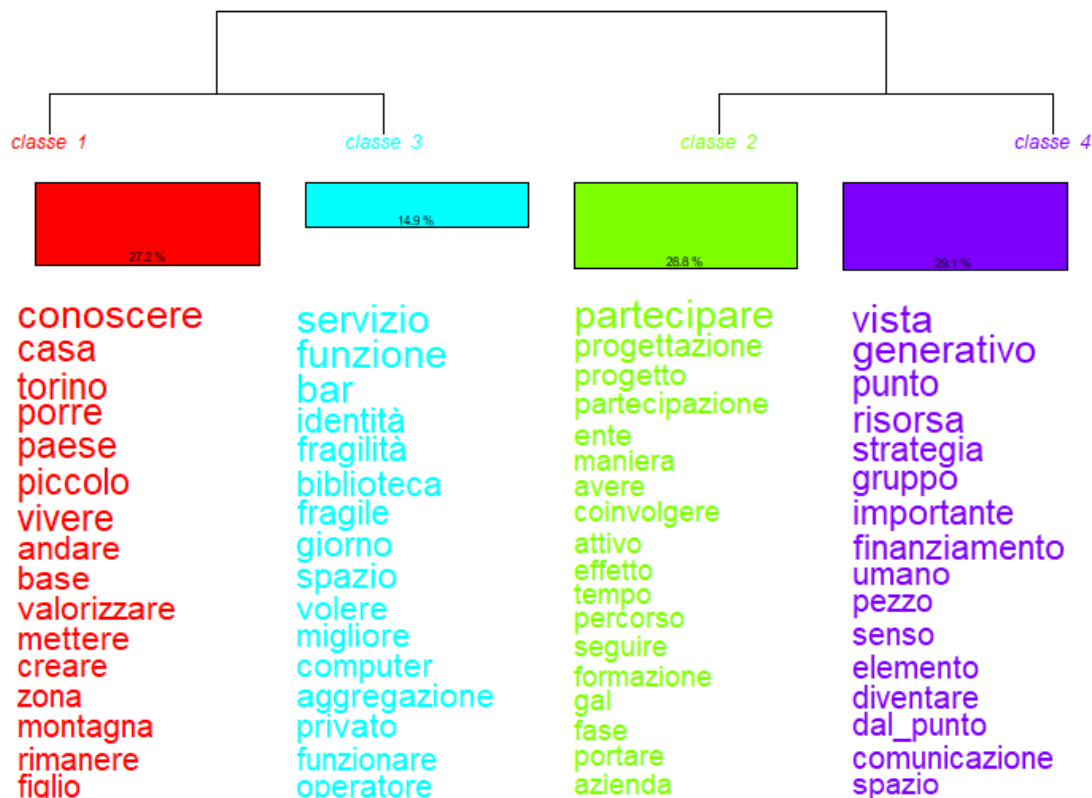 classe 1
classe 3
classe 2
classe 4
27.2 %
14.9 %
28.8 %
29.1 %
conoscere
casa
torino
porre
paese
piccolo
vivere
andare
base
valorizzare
mettere
creare
zona
montagna
rimanere
figlio
servizio
funzione
bar
identità
fragilità
biblioteca
fragile
giorno
spazio
volere
migliore
computer
aggregazione
privato
funzionare
operatore
partecipare
progettazione
progetto
partecipazione
ente
maniera
avere
coinvolgere
attivo
effetto
tempo
percorso
seguire
formazione
gal
fase
portare
azienda
vista
generativo
punto
risorsa
strategia
gruppo
importante
finanziamento
umano
pezzo
senso
elemento
diventare
dal_punto
comunicazione
spazio